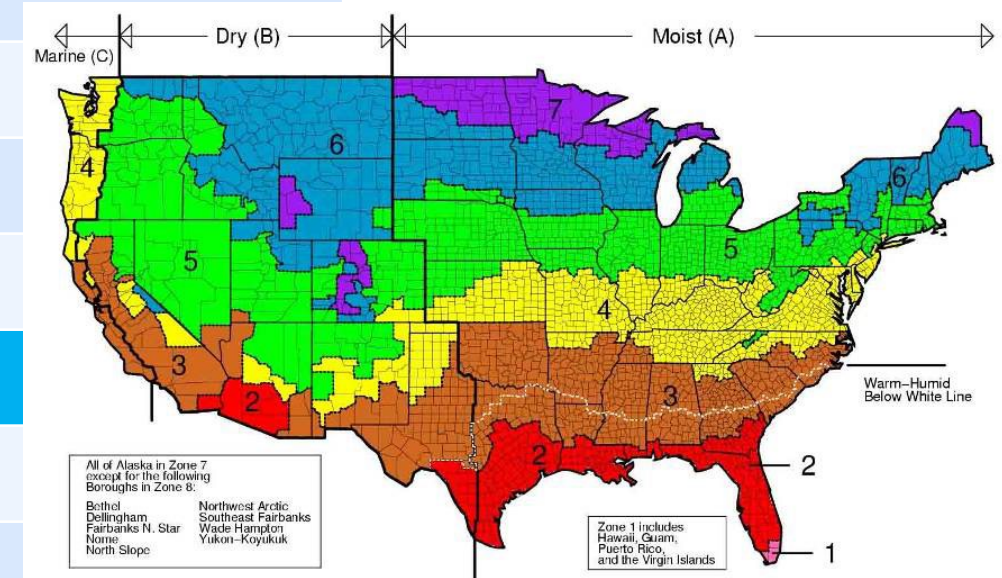 Marine (C)
Dry (B)
Moist (A)
7
6
4
6
5
5
4
3
3
Warm-Humid
Below White Line
2
2
2
1
All of Alaska in Zone 7
except for the following
Boroughs in Zone 8:
Bethel
Dellingham
Fairbanks N. Star
Nome
North Slope
Northwest Arctic
Southeast Fairbanks
Wade Hampton
Yukon-Koyukuk
Zone 1 includes
Hawaii, Guam,
Puerto Rico,
and the Virgin Islands